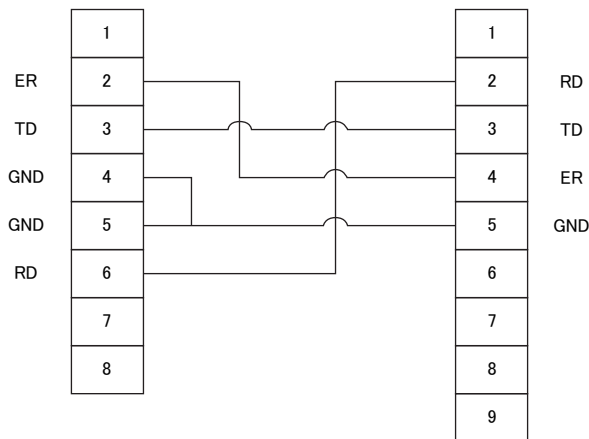 1 1
ER 2 2 RD
TD 3 3 TD
GND 4 4 ER
GND 5 5 GND
RD 6 6
7 7
8 8
9